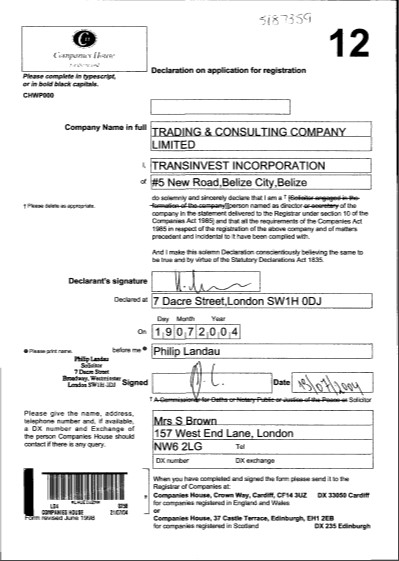 5187359
Companies House
12
Please complete in typescript,
or in bold black capitals.
CHWP000
Declaration on application for registration
Company Name in full
TRADING & CONSULTING COMPANY
LIMITED
I,
TRANSINVEST INCORPORATION
of
#5 New Road,Belize City,Belize
† Please delete as appropriate.
do solemnly and sincerely declare that I am a † [Solicitor engaged in the
formation of the company][person named as director or secretary of the
company in the statement delivered to the Registrar under section 10 of the
Companies Act 1985] and that all the requirements of the Companies Act
1985 in respect of the registration of the above company and of matters
precedent and incidental to it have been complied with.
And I make this solemn Declaration conscientiously believing the same to
be true and by virtue of the Statutory Declarations Act 1835.
Declarant's signature
Declared at
7 Dacre Street,London SW1H 0DJ
Day Month Year
On
19072004
Please print name.
before me
Philip Landau
Philip Landau
Solicitor
7 Dacre Street
Broadway, Westminster
London SW1H 0DJ
Signed
Date
19/07/2004
† A Commissioner for Oaths or Notary Public or Justice of the Peace or Solicitor
Please give the name, address,
telephone number and, if available,
a DX number and Exchange of
the person Companies House should
contact if there is any query.
Mrs S Brown
157 West End Lane, London
NW6 2LG
Tel
DX number DX exchange
COMPANIES HOUSE
21/07/04
Form revised June 1998
When you have completed and signed the form please send it to the
Registrar of Companies at:
Companies House, Crown Way, Cardiff, CF14 3UZ DX 33050 Cardiff
for companies registered in England and Wales
or
Companies House, 37 Castle Terrace, Edinburgh, EH1 2EB
for companies registered in Scotland DX 235 Edinburgh